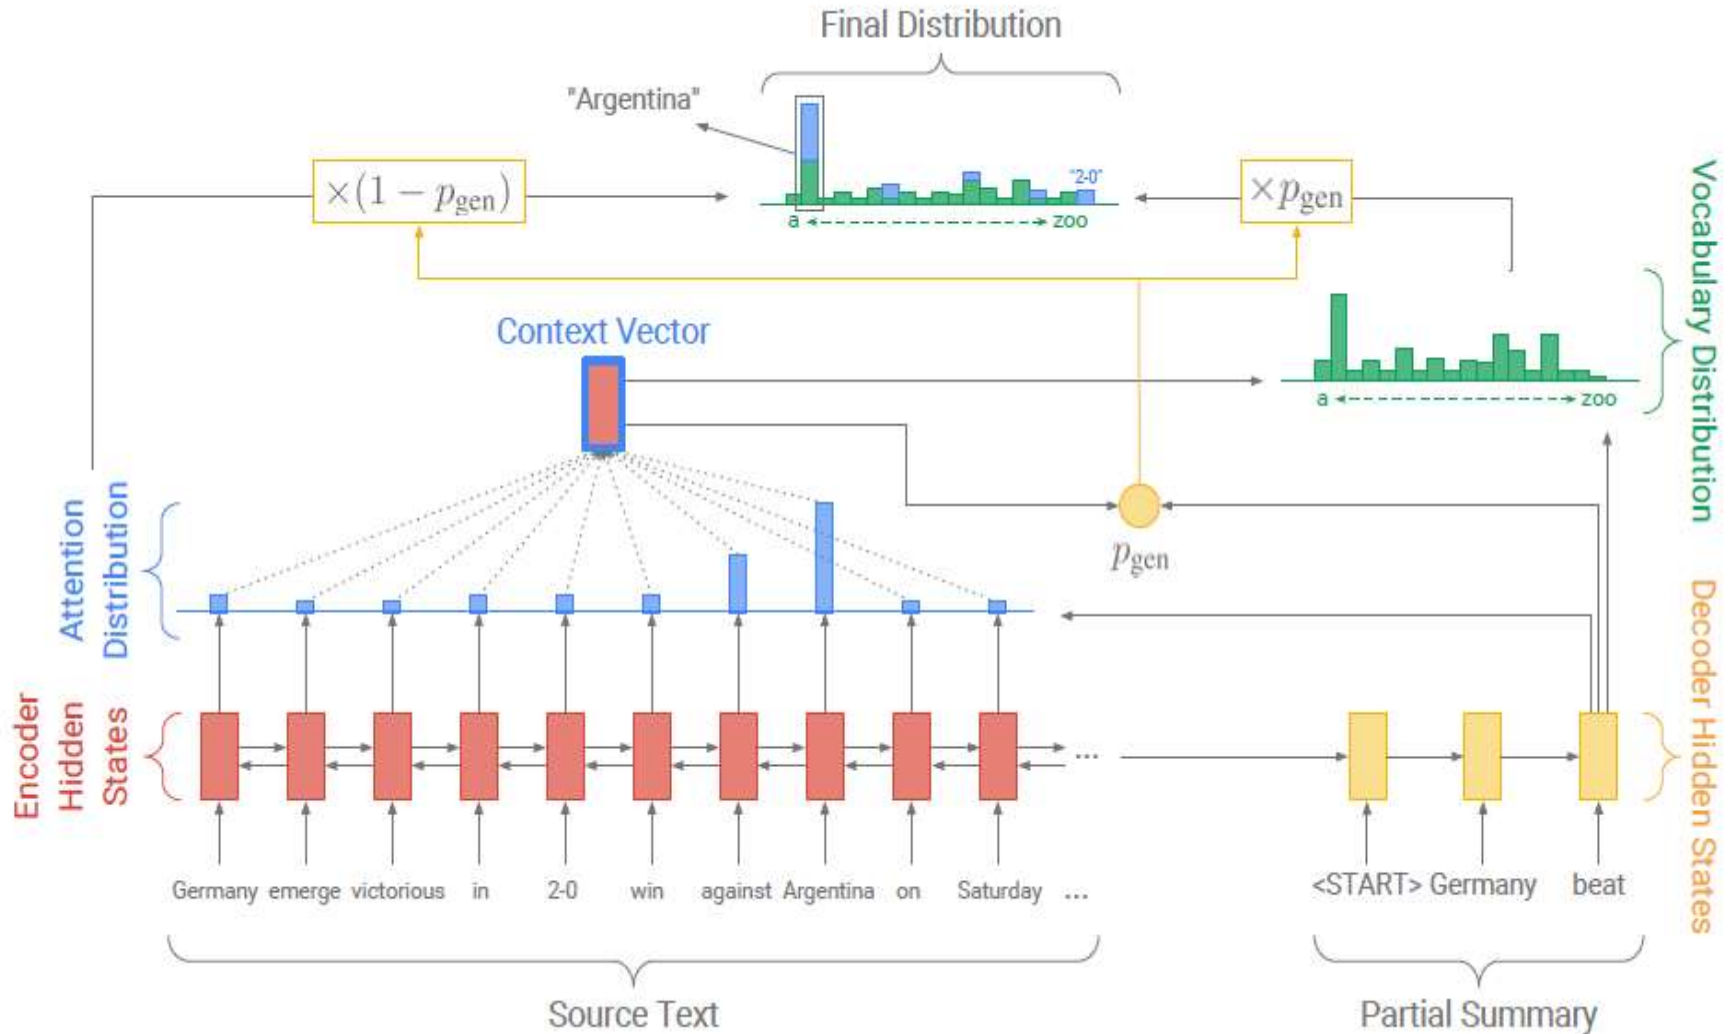 Final Distribution
"Argentina"
×(1 − pgen)
"2-0"
×pgen
a
zoo
Vocabulary Distribution
Context Vector
a
zoo
Attention
Distribution
pgen
Encoder
Hidden
States
Decoder Hidden States
...
Germany emerge victorious in 2-0 win against Argentina on Saturday ...
<START> Germany beat
Source Text
Partial Summary